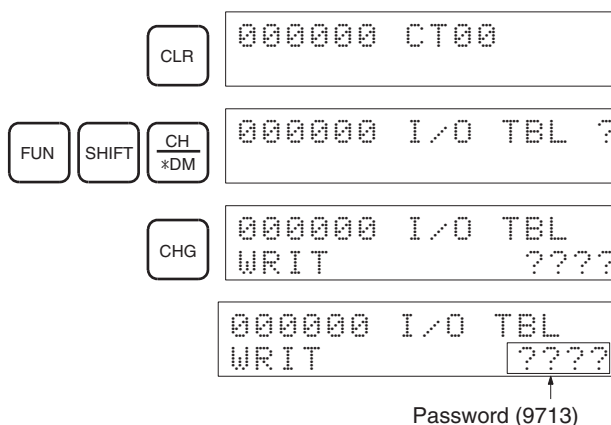 CLR
000000 CT00
FUN SHIFT CH
*DM
000000 I/O TBL ?
CHG
000000 I/O TBL
WRIT ????
000000 I/O TBL
WRIT ????
Password (9713)